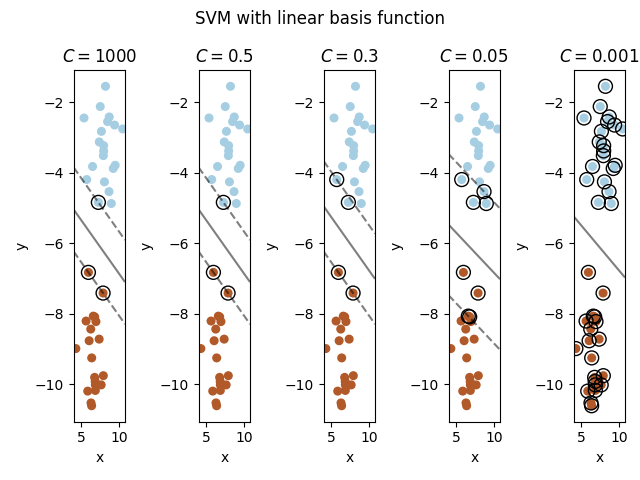 SVM with linear basis function
C = 1000
C = 0.5
C = 0.3
C = 0.05
C = 0.001
−2 −2 −2 −2 −2
−4 −4 −4 −4 −4
−6 −6 −6 −6 −6
−8 −8 −8 −8 −8
−10 −10 −10 −10 −10
y y y y y
5 10 5 10 5 10 5 10 5 10
x x x x x